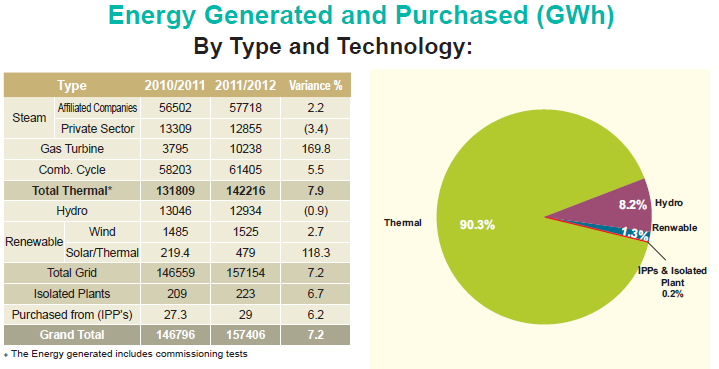 Energy Generated and Purchased (GWh)
By Type and Technology:
Type 2010/2011 2011/2012 Variance %
Steam Affiliated Companies 56502 57718 2.2
Private Sector 13309 12855 (3.4)
Gas Turbine 3795 10238 169.8
Comb. Cycle 58203 61405 5.5
Total Thermal* 131809 142216 7.9
Hydro 13046 12934 (0.9)
Renewable Wind 1485 1525 2.7
Solar/Thermal 219.4 479 118.3
Total Grid 146559 157154 7.2
Isolated Plants 209 223 6.7
Purchased from (IPP's) 27.3 29 6.2
Grand Total 146796 157406 7.2
* The Energy generated includes commissioning tests
Thermal 90.3%
8.2% Hydro
1.3% Renwable
IPPs & Isolated
Plant
0.2%